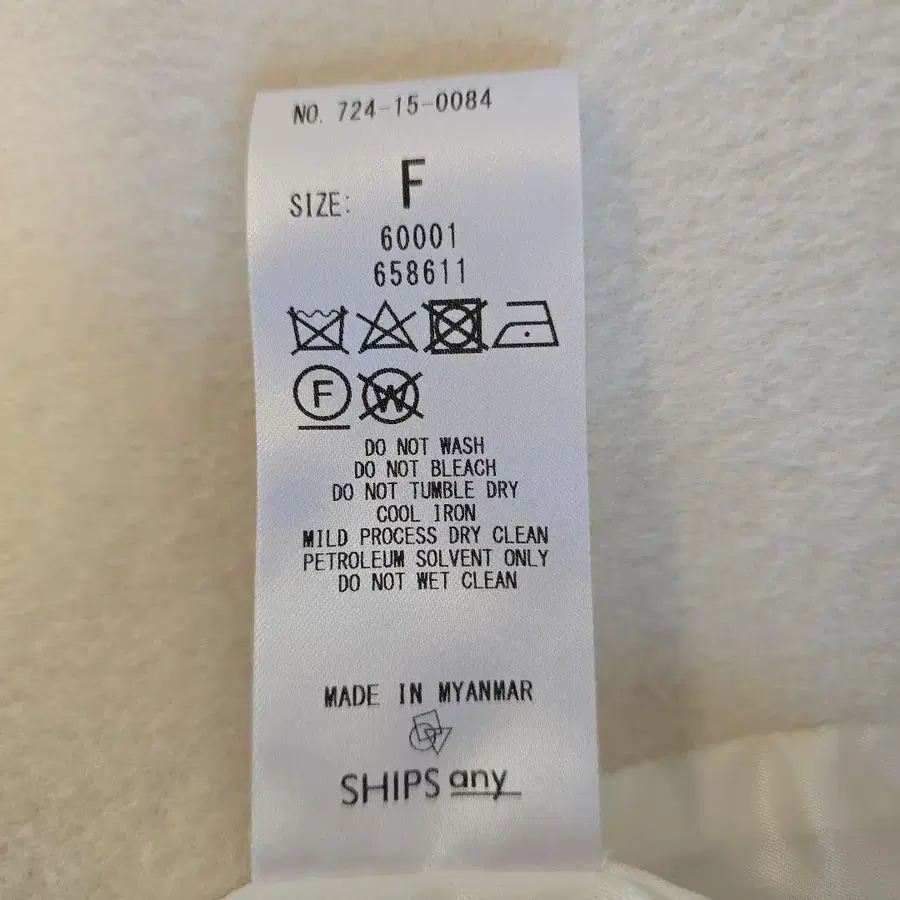 NO. 724-15-0084
SIZE: F
60001
658611
F W
DO NOT WASH
DO NOT BLEACH
DO NOT TUMBLE DRY
COOL IRON
MILD PROCESS DRY CLEAN
PETROLEUM SOLVENT ONLY
DO NOT WET CLEAN
MADE IN MYANMAR
SHIPS any